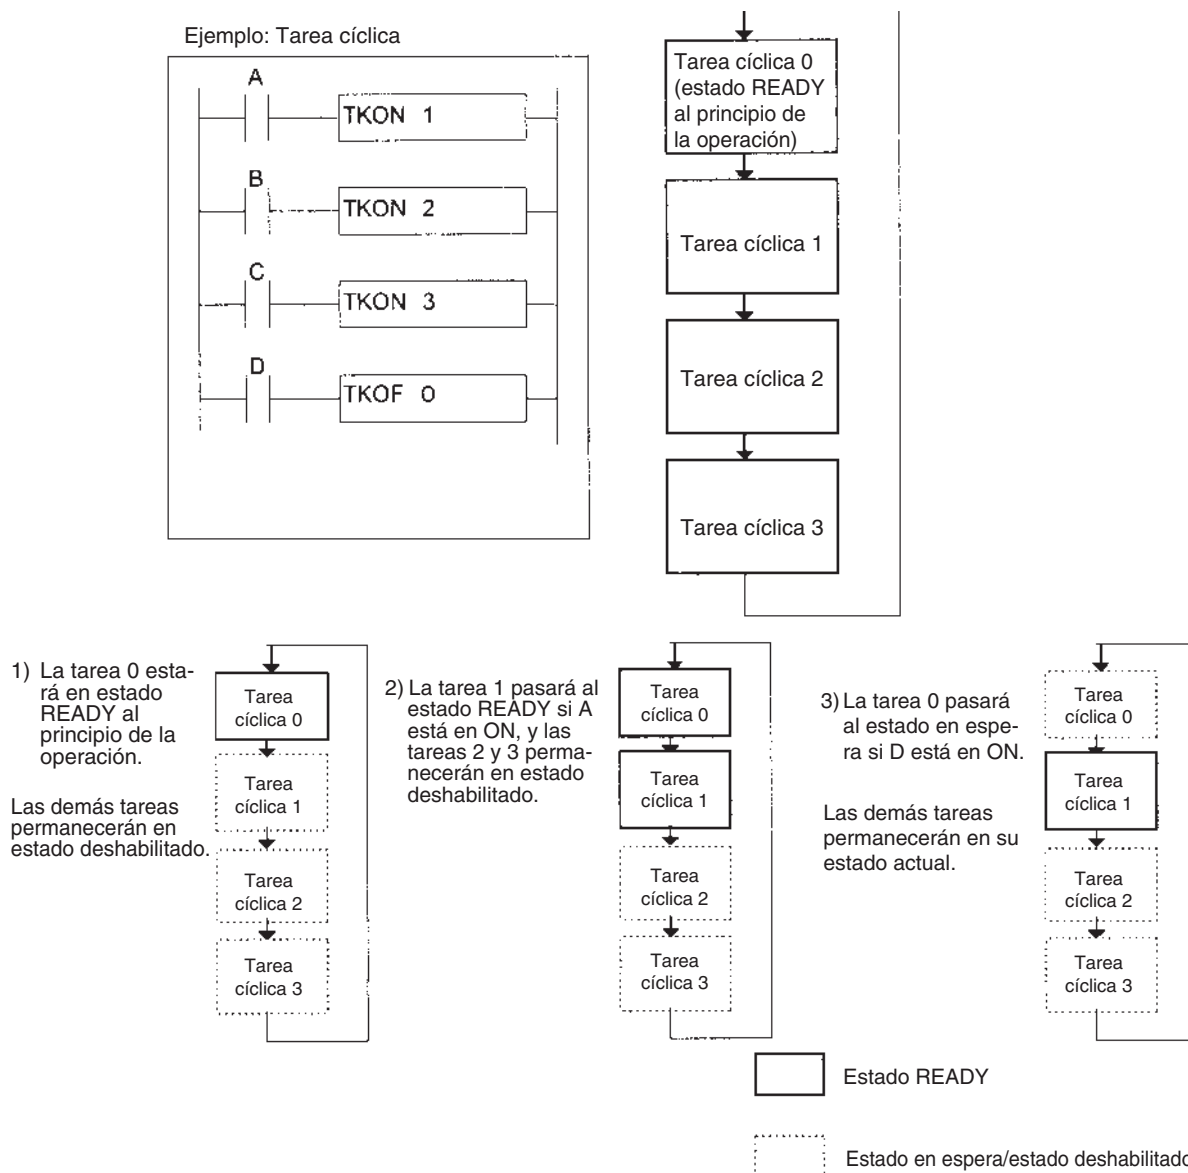 Ejemplo: Tarea cíclica
A
TKON 1
B
TKON 2
C
TKON 3
D
TKOF 0
Tarea cíclica 0
(estado READY
al principio de
la operación)
Tarea cíclica 1
Tarea cíclica 2
Tarea cíclica 3
1) La tarea 0 esta-
rá en estado
READY al
principio de la
operación.
Las demás tareas
permanecerán en
estado deshabilitado.
Tarea
cíclica 0
Tarea
cíclica 1
Tarea
cíclica 2
Tarea
cíclica 3
2) La tarea 1 pasará al
estado READY si A
está en ON, y las
tareas 2 y 3 perma-
necerán en estado
deshabilitado.
Tarea
cíclica 0
Tarea
cíclica 1
Tarea
cíclica 2
Tarea
cíclica 3
3) La tarea 0 pasará
al estado en espe-
ra si D está en ON.
Las demás tareas
permanecerán en su
estado actual.
Tarea
cíclica 0
Tarea
cíclica 1
Tarea
cíclica 2
Tarea
cíclica 3
Estado READY
Estado en espera/estado deshabilitado